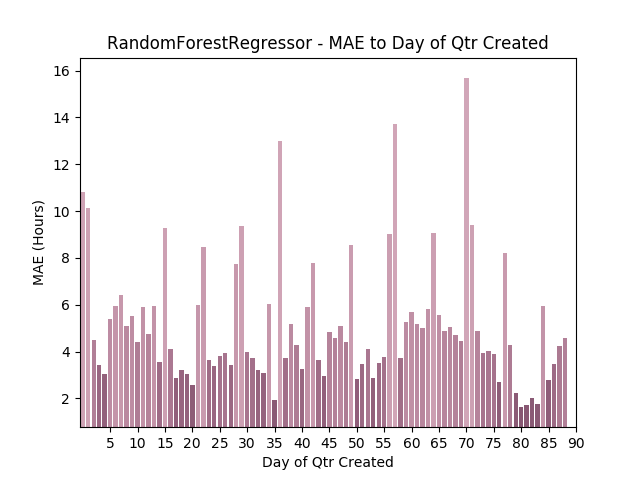 RandomForestRegressor - MAE to Day of Qtr Created
16
14
12
10
8
6
4
2
MAE (Hours)
5 10 15 20 25 30 35 40 45 50 55 60 65 70 75 80 85 90
Day of Qtr Created